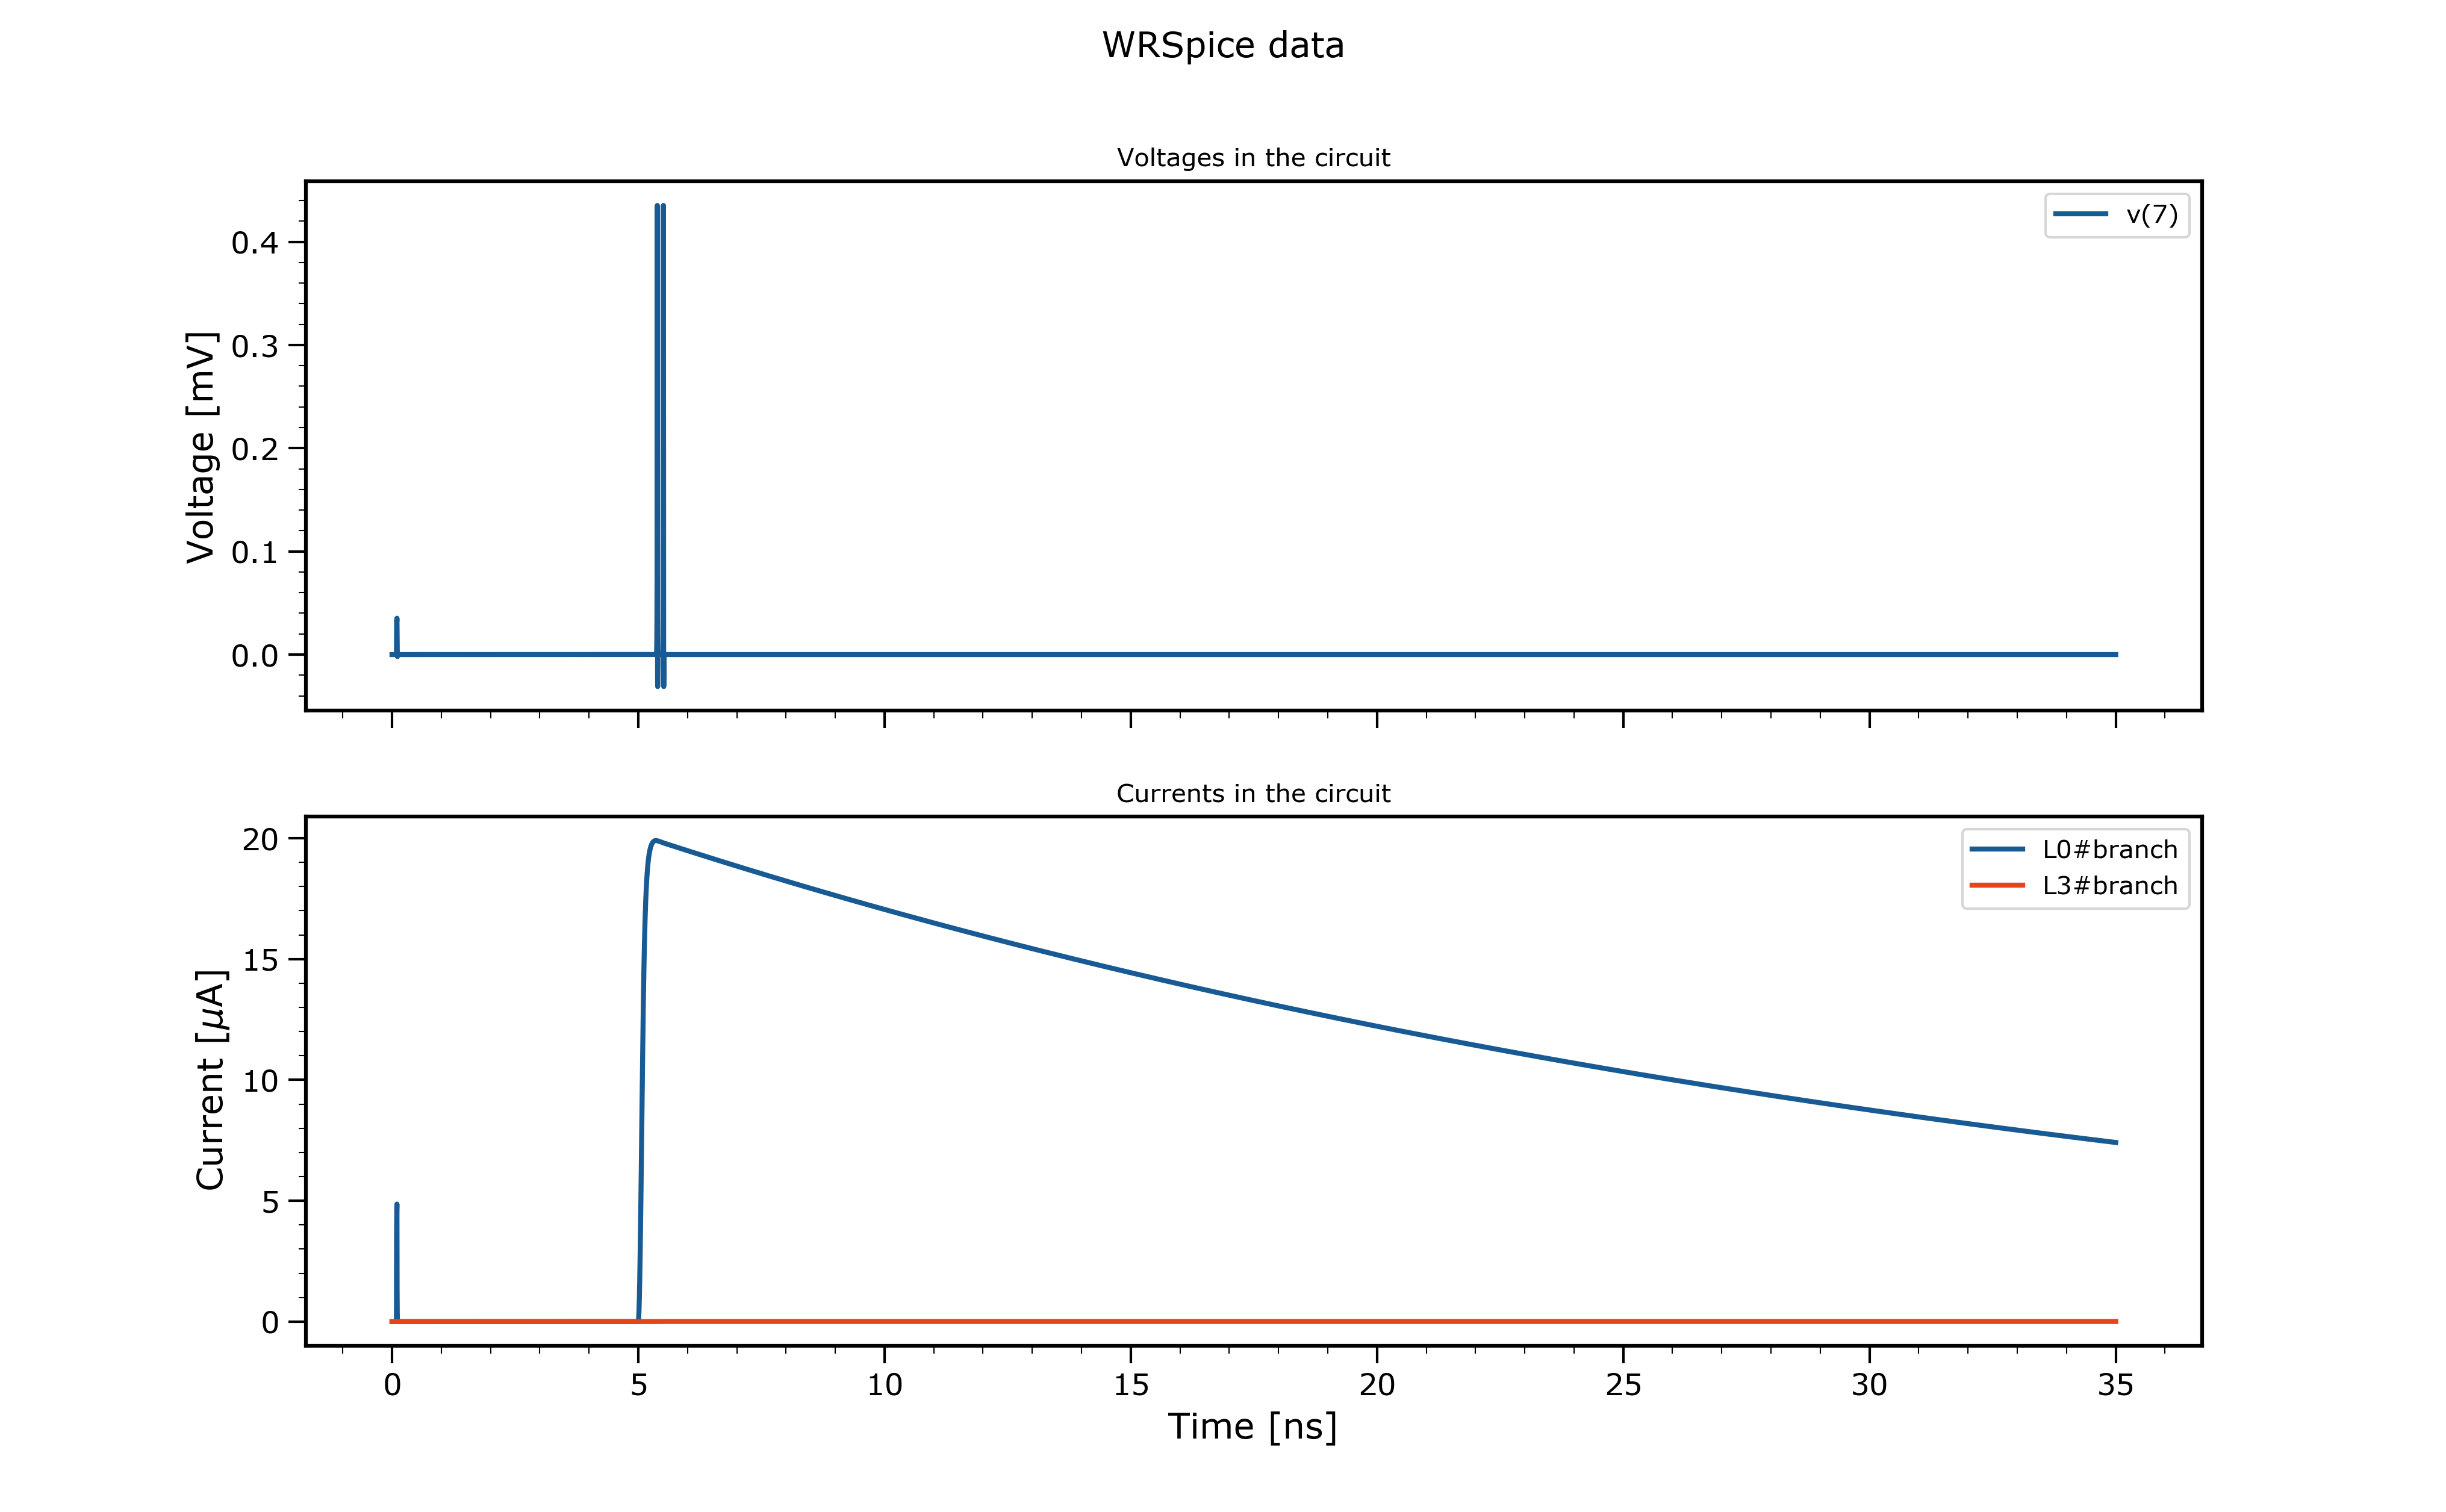 WRSpice data
Voltages in the circuit
v(7)
Voltage [mV]
0.4
0.3
0.2
0.1
0.0
Currents in the circuit
L0#branch
L3#branch
Current [μA]
20
15
10
5
0
0 5 10 15 20 25 30 35
Time [ns]